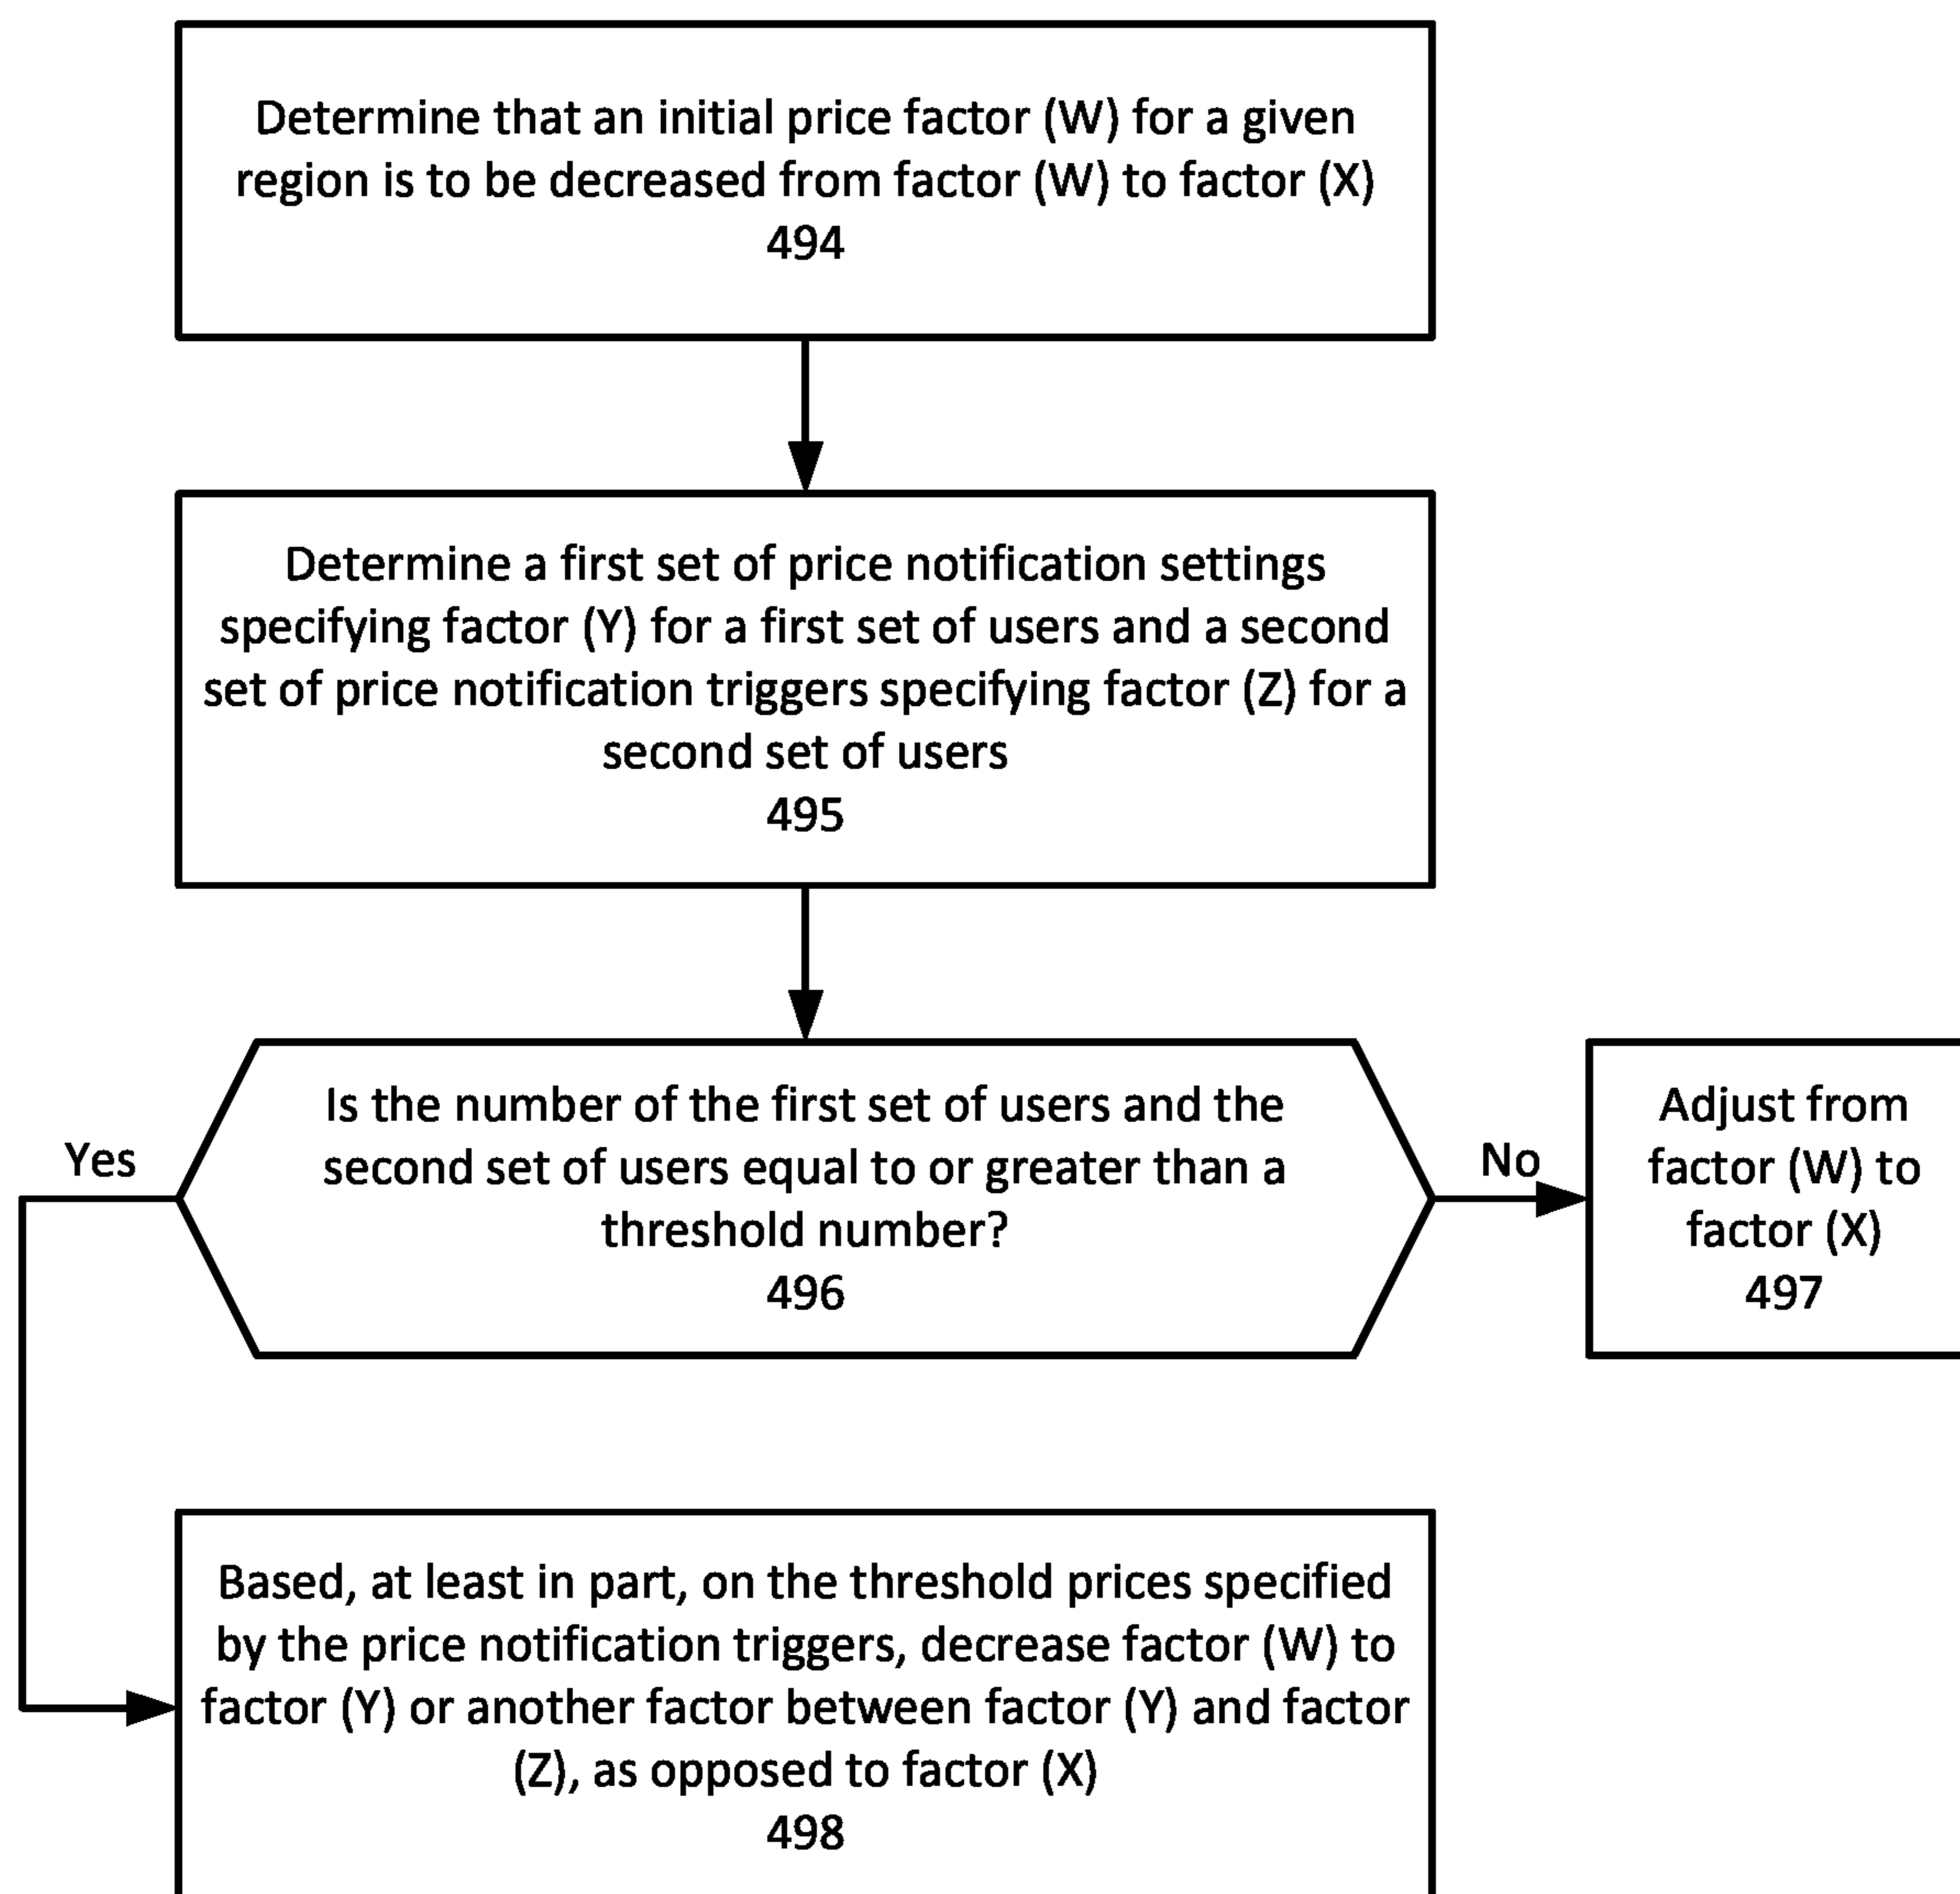 Determine that an initial price factor (W) for a given
region is to be decreased from factor (W) to factor (X)
494
Determine a first set of price notification settings
specifying factor (Y) for a first set of users and a second
set of price notification triggers specifying factor (Z) for a
second set of users
495
Is the number of the first set of users and the
second set of users equal to or greater than a
threshold number?
496
Yes
No
Adjust from
factor (W) to
factor (X)
497
Based, at least in part, on the threshold prices specified
by the price notification triggers, decrease factor (W) to
factor (Y) or another factor between factor (Y) and factor
(Z), as opposed to factor (X)
498